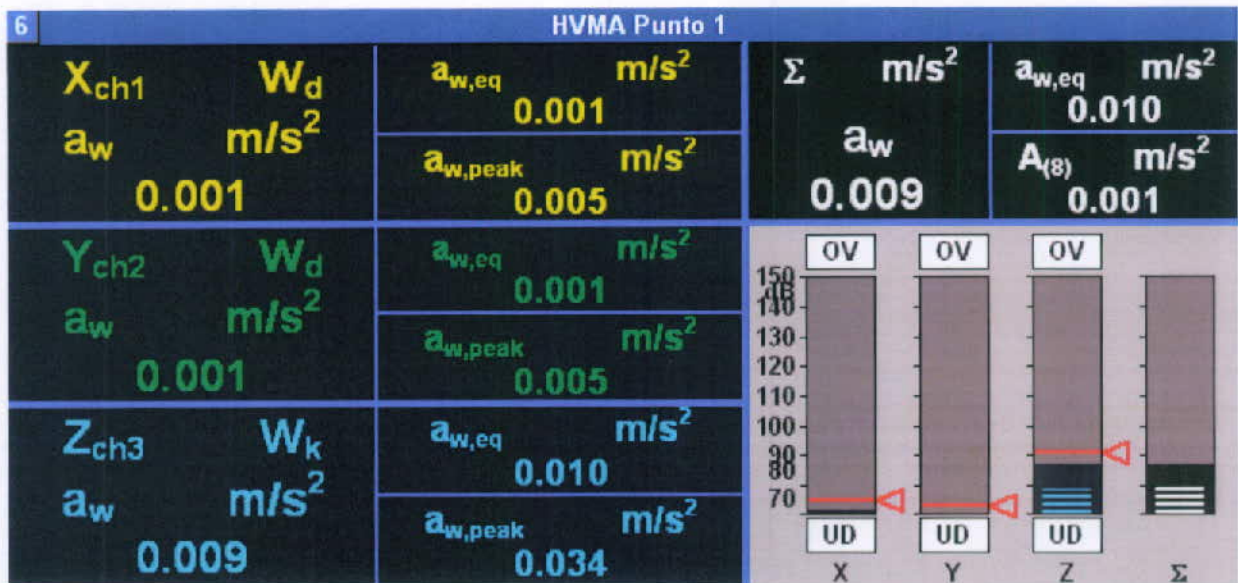 6
HVMA Punto 1
Xch1 Wd
aw m/s²
0.001
aw,eq m/s²
0.001
aw,peak m/s²
0.005
Σ m/s²
aw
0.009
aw,eq m/s²
0.010
A(8) m/s²
0.001
Ych2 Wd
aw m/s²
0.001
aw,eq m/s²
0.001
aw,peak m/s²
0.005
Zch3 Wk
aw m/s²
0.009
aw,eq m/s²
0.010
aw,peak m/s²
0.034
OV OV OV
150
dB
140
130
120
110
100
90
80
70
UD UD UD
X Y Z Σ